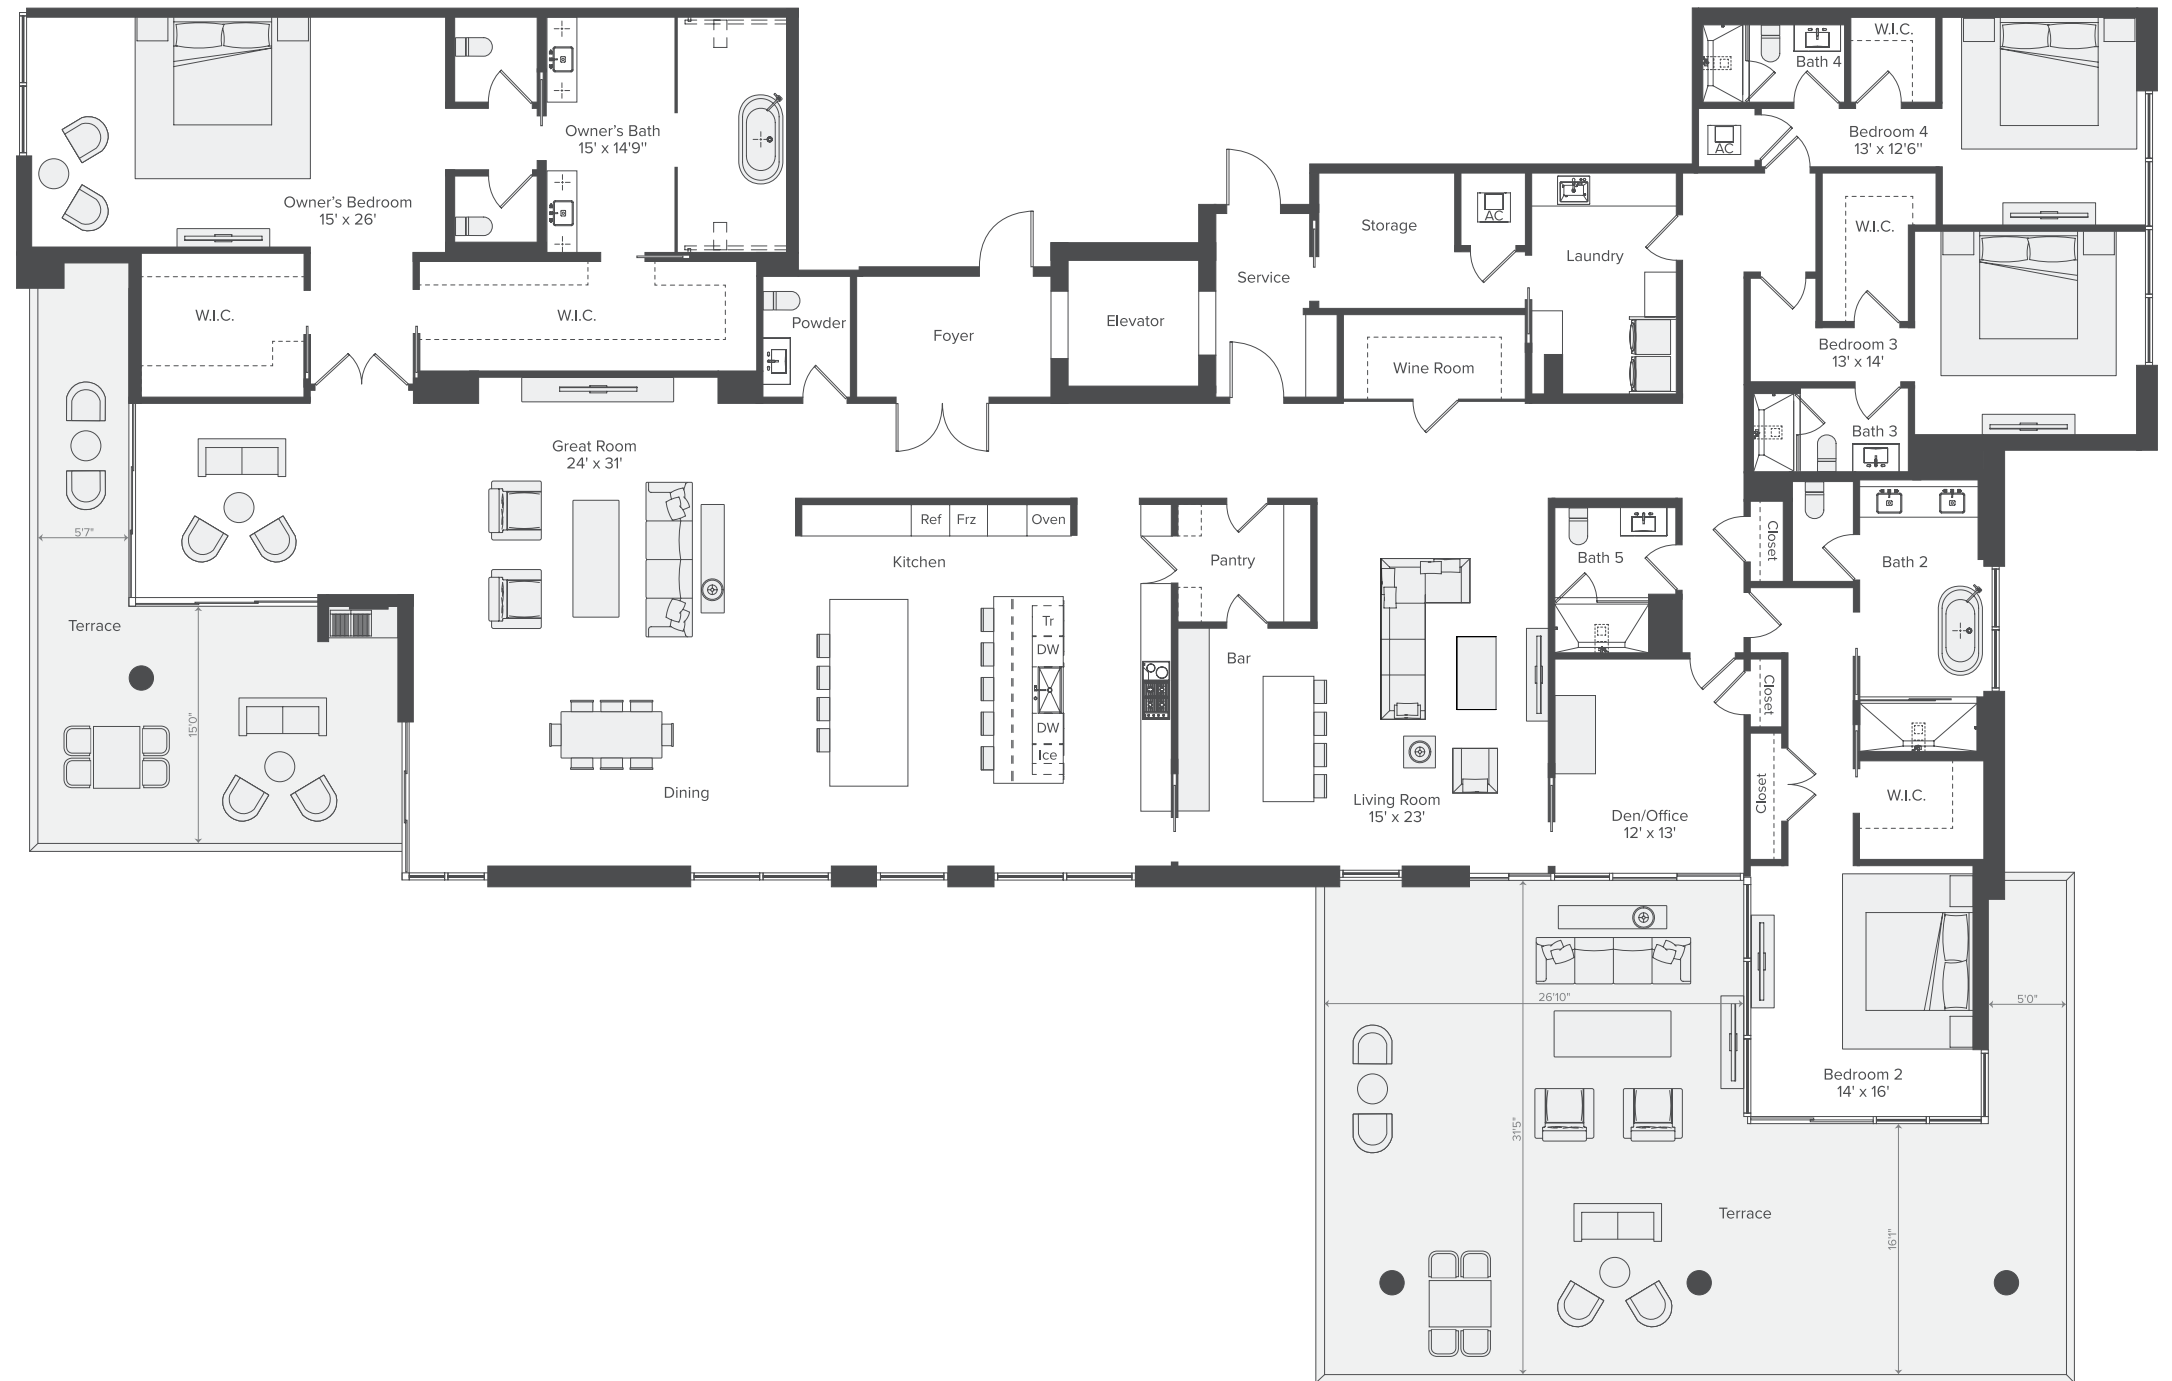 W.I.C.
Bath 4
Owner's Bath
15' x 14'9"
Bedroom 4
13' x 12'6"
AC
Owner's Bedroom
15' x 26'
AC
Storage
W.I.C.
Laundry
Service
W.I.C.
W.I.C.
Powder
Foyer
Elevator
Bedroom 3
13' x 14'
Wine Room
Great Room
24' x 31'
Bath 3
5'7"
Ref
Frz
Oven
Kitchen
Pantry
Bath 5
Closet
Bath 2
Terrace
Tr
DW
Bar
15'0"
Closet
DW
Ice
Dining
Living Room
15' x 23'
Den/Office
12' x 13'
Closet
W.I.C.
26'10"
5'0"
Bedroom 2
14' x 16'
31'5"
Terrace
16'1"